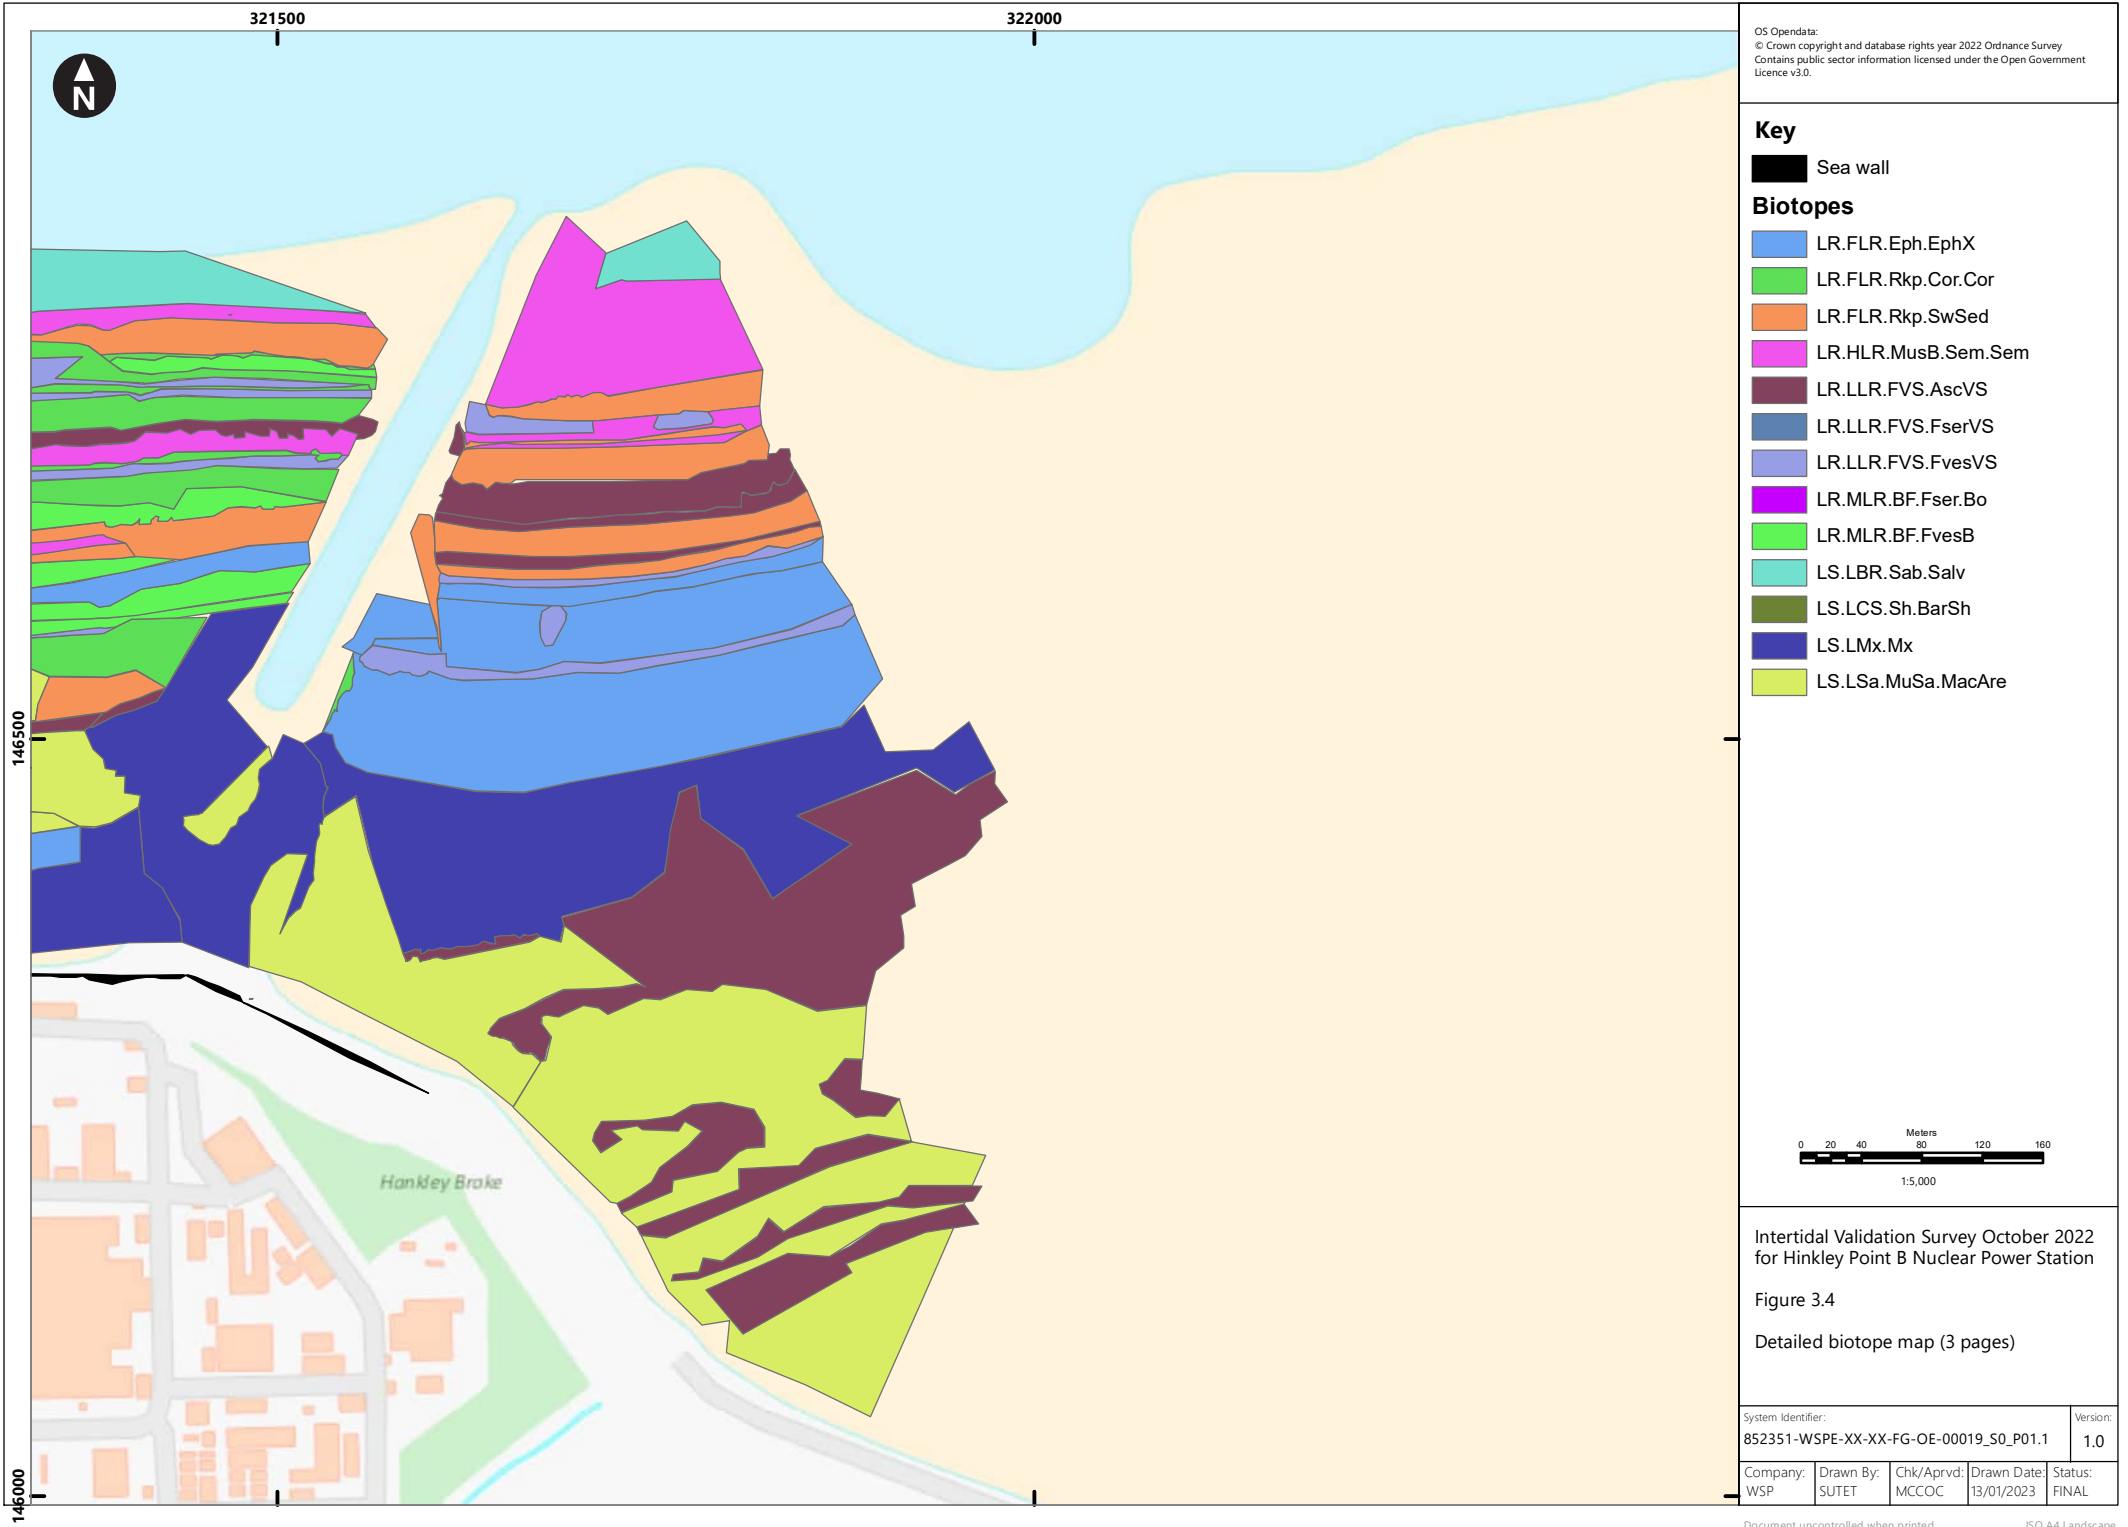 321500
322000
N
146500
146000
Hankley Brake
OS Opendata:
© Crown copyright and database rights year 2022 Ordnance Survey
Contains public sector information licensed under the Open Government
Licence v3.0.
Key
Sea wall
Biotopes
LR.FLR.Eph.EphX
LR.FLR.Rkp.Cor.Cor
LR.FLR.Rkp.SwSed
LR.HLR.MusB.Sem.Sem
LR.LLR.FVS.AscVS
LR.LLR.FVS.FserVS
LR.LLR.FVS.FvesVS
LR.MLR.BF.Fser.Bo
LR.MLR.BF.FvesB
LS.LBR.Sab.Salv
LS.LCS.Sh.BarSh
LS.LMx.Mx
LS.LSa.MuSa.MacAre
Meters
0 20 40 80 120 160
1:5,000
Intertidal Validation Survey October 2022
for Hinkley Point B Nuclear Power Station
Figure 3.4
Detailed biotope map (3 pages)
System Identifier: Version:
852351-WSPE-XX-XX-FG-OE-00019_S0_P01.1 1.0
Company: Drawn By: Chk/Aprvd: Drawn Date: Status:
WSP SUTET MCCOC 13/01/2023 FINAL
Document uncontrolled when printed ISO A4 Landscape